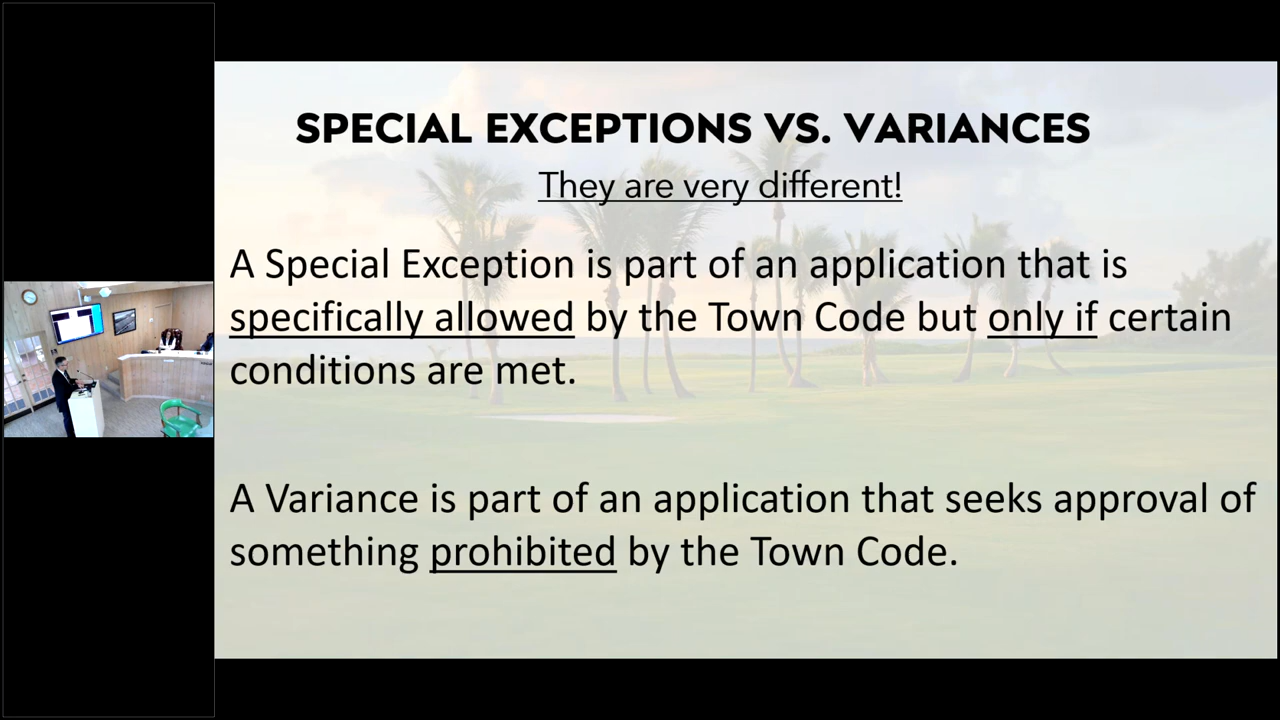 SPECIAL EXCEPTIONS VS. VARIANCES
They are very different!
A Special Exception is part of an application that is
specifically allowed by the Town Code but only if certain
conditions are met.
A Variance is part of an application that seeks approval of
something prohibited by the Town Code.